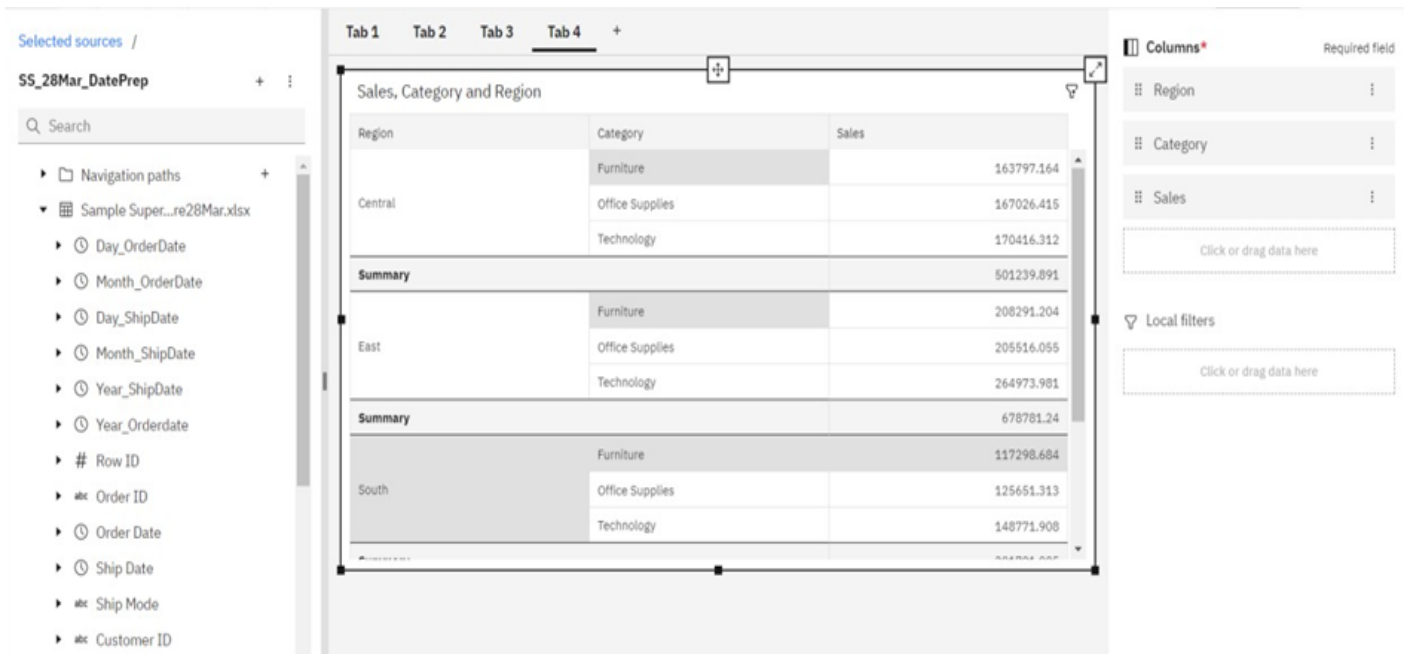 Selected sources /
SS_28Mar_DatePrep
Search
Navigation paths
Sample Super...re28Mar.xlsx
Day_OrderDate
Month_OrderDate
Day_ShipDate
Month_ShipDate
Year_ShipDate
Year_Orderdate
# Row ID
abc Order ID
Order Date
Ship Date
abc Ship Mode
abc Customer ID
Tab 1 Tab 2 Tab 3 Tab 4 +
Sales, Category and Region
Region Category Sales
Furniture 163797.164
Central Office Supplies 167026.415
Technology 170416.312
Summary 501239.891
Furniture 208291.204
East Office Supplies 205516.055
Technology 264973.981
Summary 678781.24
Furniture 117298.684
South Office Supplies 125651.313
Technology 148771.908
Columns* Required field
Region
Category
Sales
Click or drag data here
Local filters
Click or drag data here